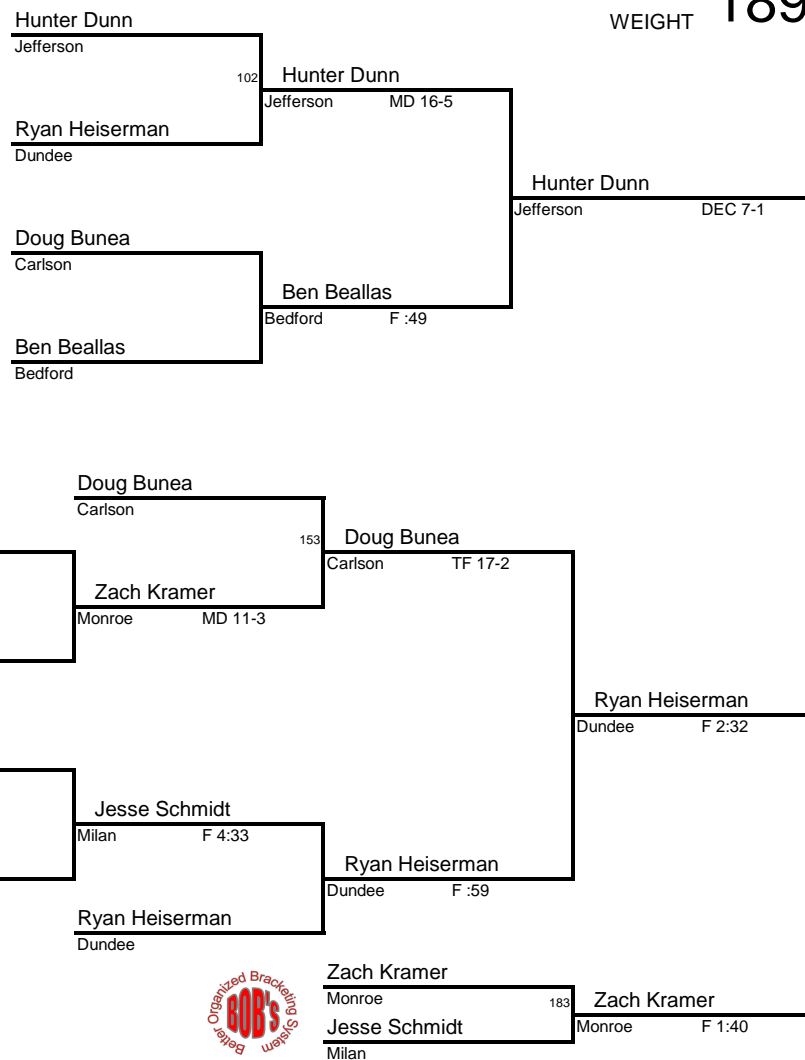 WEIGHT 189
Hunter Dunn
Jefferson
102
Hunter Dunn
Jefferson MD 16-5
Ryan Heiserman
Dundee
Hunter Dunn
Jefferson DEC 7-1
Doug Bunea
Carlson
Ben Beallas
Bedford F :49
Ben Beallas
Bedford
Doug Bunea
Carlson
153
Doug Bunea
Carlson TF 17-2
Zach Kramer
Monroe MD 11-3
Ryan Heiserman
Dundee F 2:32
Jesse Schmidt
Milan F 4:33
Ryan Heiserman
Dundee F :59
Ryan Heiserman
Dundee
Better Organized Bracketing System
BOB's
Zach Kramer
Monroe
183
Zach Kramer
Monroe F 1:40
Jesse Schmidt
Milan